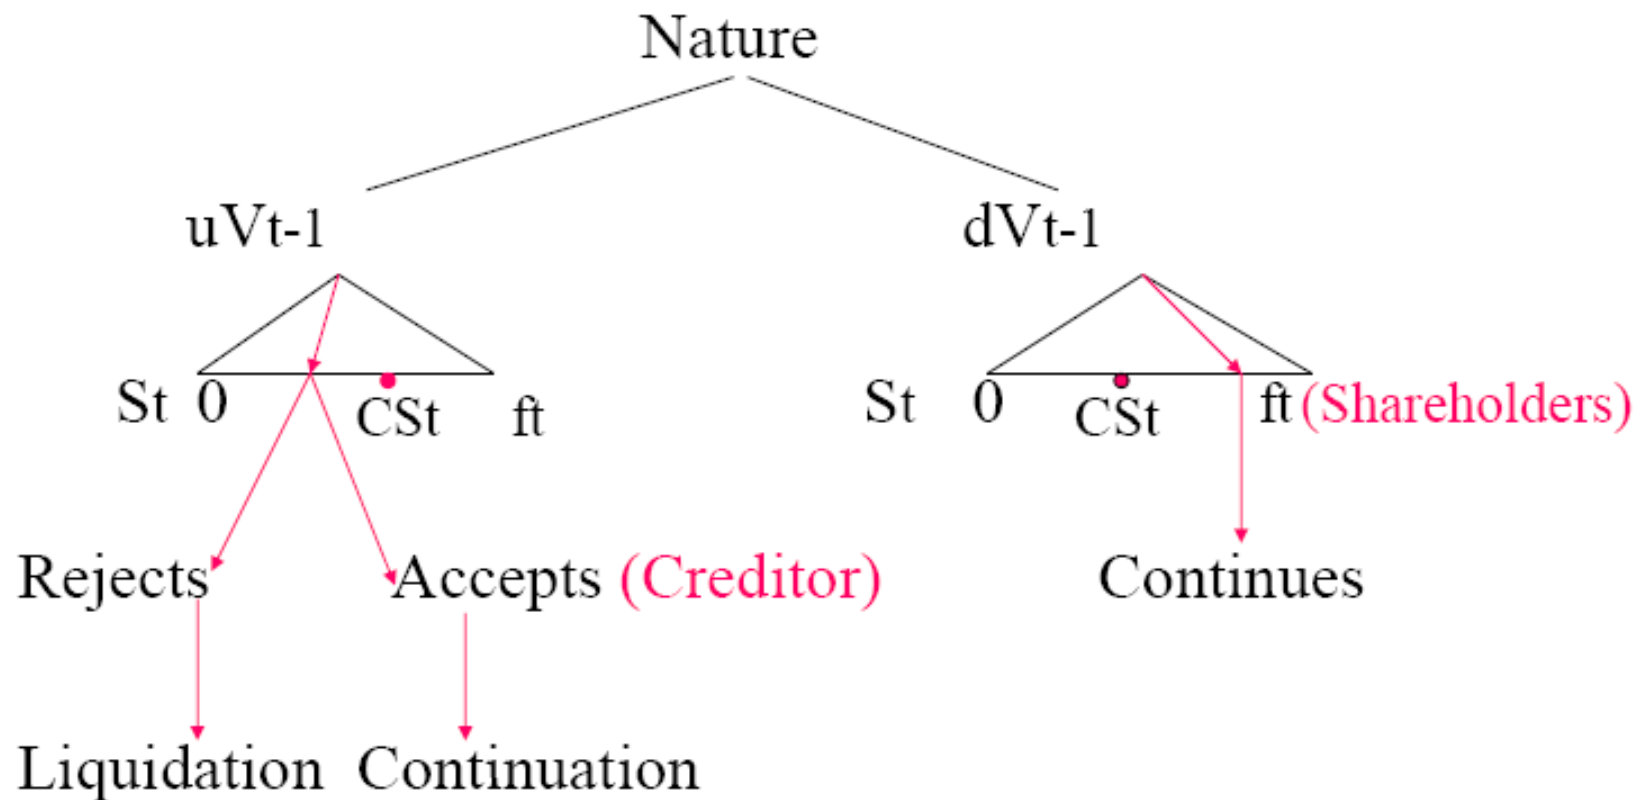 Nature
uVt-1 dVt-1
St 0 CSt ft St 0 CSt ft (Shareholders)
Rejects Accepts (Creditor) Continues
Liquidation Continuation